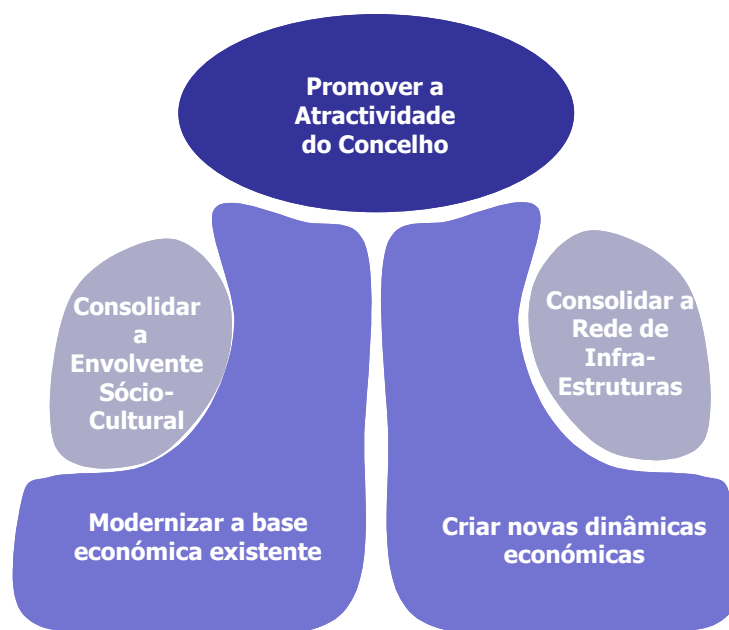 Promover a
Atractividade
do Concelho
Consolidar
a
Envolvente
Sócio-
Cultural
Consolidar a
Rede de
Infra-
Estruturas
Modernizar a base
económica existente
Criar novas dinâmicas
económicas